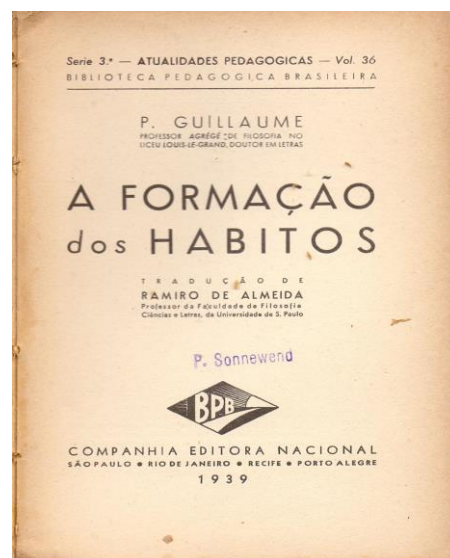 Serie 3.ª — ATUALIDADES PEDAGOGICAS — Vol. 36
BIBLIOTECA PEDAGOGICA BRASILEIRA
P. GUILLAUME
PROFESSOR AGRÉGÉ DE FILOSOFIA NO
LICEU LOUIS-LE-GRAND, DOUTOR EM LETRAS
A FORMAÇÃO
dos HABITOS
TRADUÇÃO DE
RAMIRO DE ALMEIDA
Professor da Faculdade de Filosofia
Ciências e Letras, da Universidade de S. Paulo
P. Sonnewend
BPB
COMPANHIA EDITORA NACIONAL
SÃO PAULO ● RIO DE JANEIRO ● RECIFE ● PORTO ALEGRE
1939